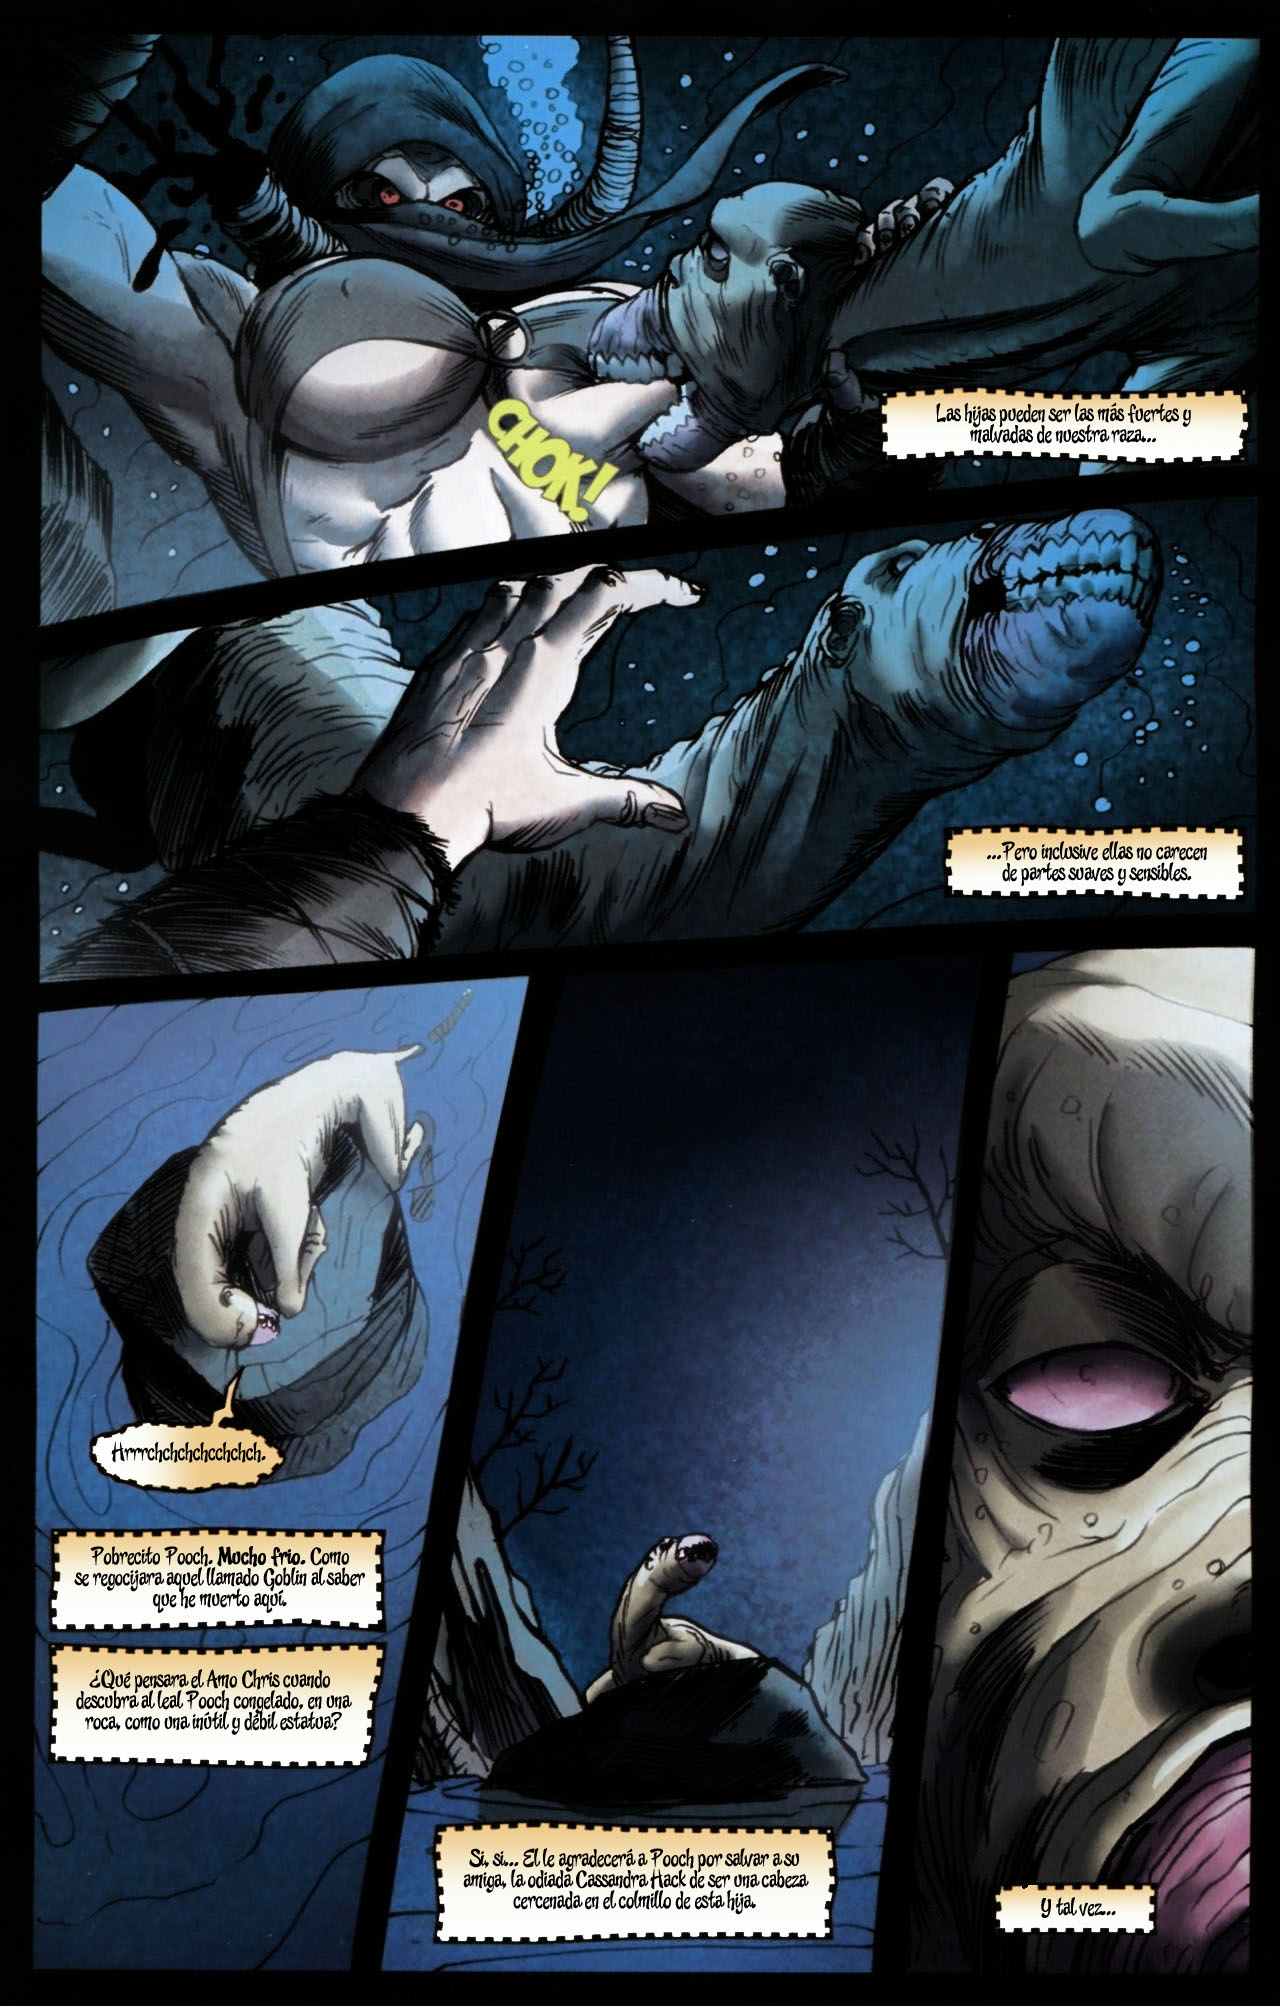 Las hijas pueden ser las más fuertes y
malvadas de nuestra raza...
CHOK!
...Pero inclusive ellas no carecen
de partes suaves y sensibles.
Hrrrchchchchcchchch.
Pobrecito Pooch. Mucho frio. Como
se regocijara aquel llamado Goblin al saber
que he muerto aquí.
¿Qué pensara el Amo Chris cuando
descubra al leal Pooch congelado, en una
roca, como una inútil y débil estatua?
Si, si... El le agradecerá a Pooch por salvar a su
amiga, la odiada Cassandra Hack de ser una cabeza
cercenada en el colmillo de esta hija.
Y tal vez...